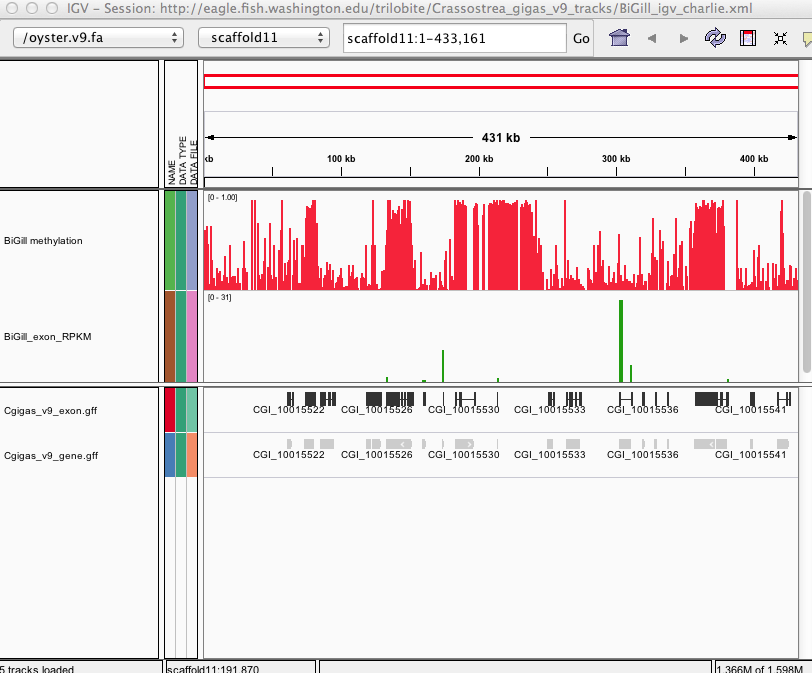 IGV – Session: http://eagle.fish.washington.edu/trilobite/Crassostrea_gigas_v9_tracks/BiGill_igv_charlie.xml
/oyster.v9.fa scaffold11 scaffold11:1-433,161 Go
NAME
DATA TYPE
DATA FILE
431 kb
kb 100 kb 200 kb 300 kb 400 kb
[0 - 1.00]
BiGill methylation
[0 - 31]
BiGill_exon_RPKM
Cgigas_v9_exon.gff
CGI_10015522 CGI_10015526 CGI_10015530 CGI_10015533 CGI_10015536 CGI_10015541
Cgigas_v9_gene.gff
CGI_10015522 CGI_10015526 CGI_10015530 CGI_10015533 CGI_10015536 CGI_10015541
5 tracks loaded scaffold11:191,870 1,366M of 1,598M